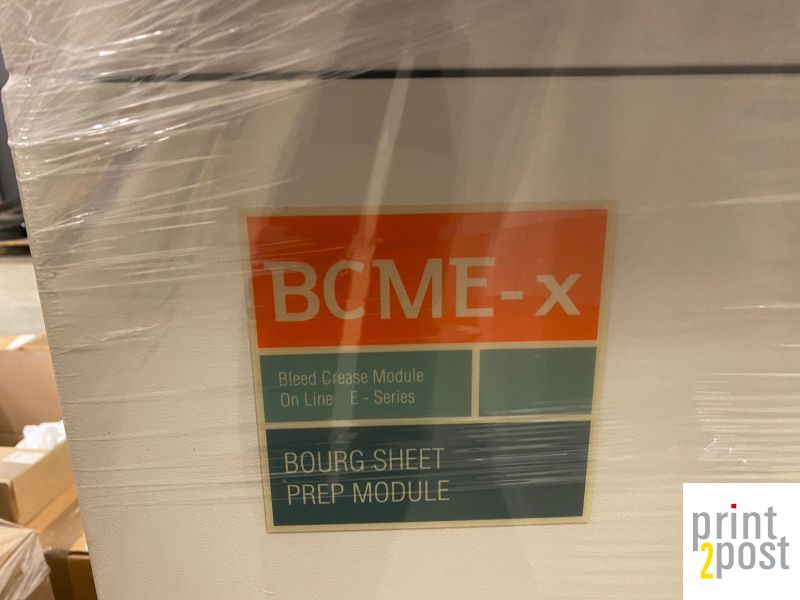 BCME-x
Bleed Crease Module
On Line E - Series
BOURG SHEET
PREP MODULE
print
2post